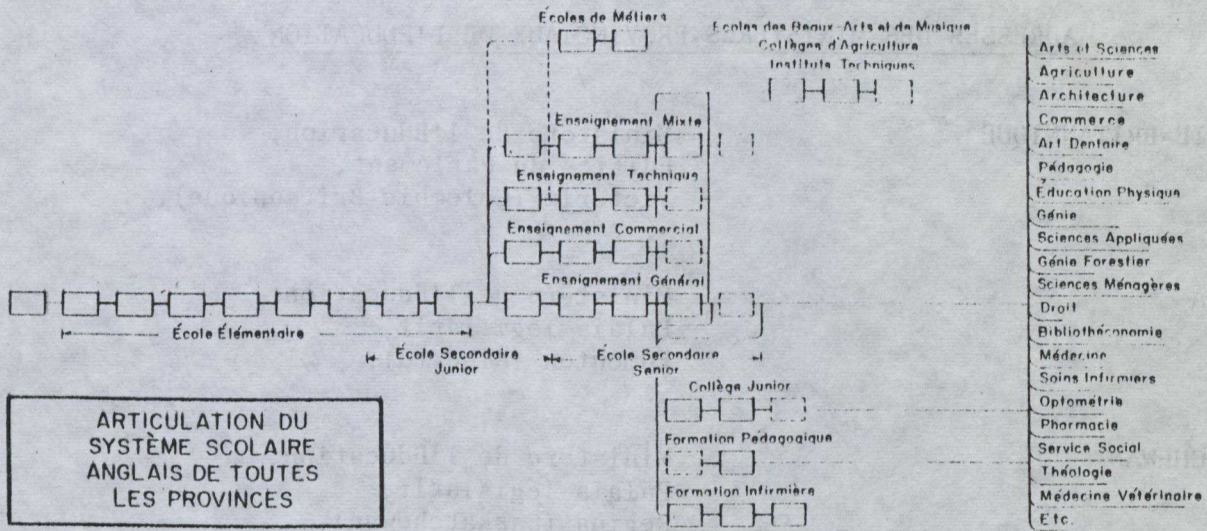 Écoles de Métiers
Ecoles des Beaux-Arts et de Musique
Collèges d'Agriculture
Instituts Techniques
Enseignement Mixte
Enseignement Technique
Enseignement Commercial
Enseignement Général
École Élémentaire
École Secondaire
Junior
École Secondaire
Senior
Collège Junior
Formation Pédagogique
Formation Infirmière
Arts et Sciences
Agriculture
Architecture
Commerce
Art Dentaire
Pédagogie
Éducation Physique
Génie
Sciences Appliquées
Génie Forestier
Sciences Ménagères
Droit
Bibliothéconomie
Médecine
Soins Infirmiers
Optométrie
Pharmacie
Service Social
Théologie
Médecine Vétérinaire
Etc.
ARTICULATION DU
SYSTÈME SCOLAIRE
ANGLAIS DE TOUTES
LES PROVINCES